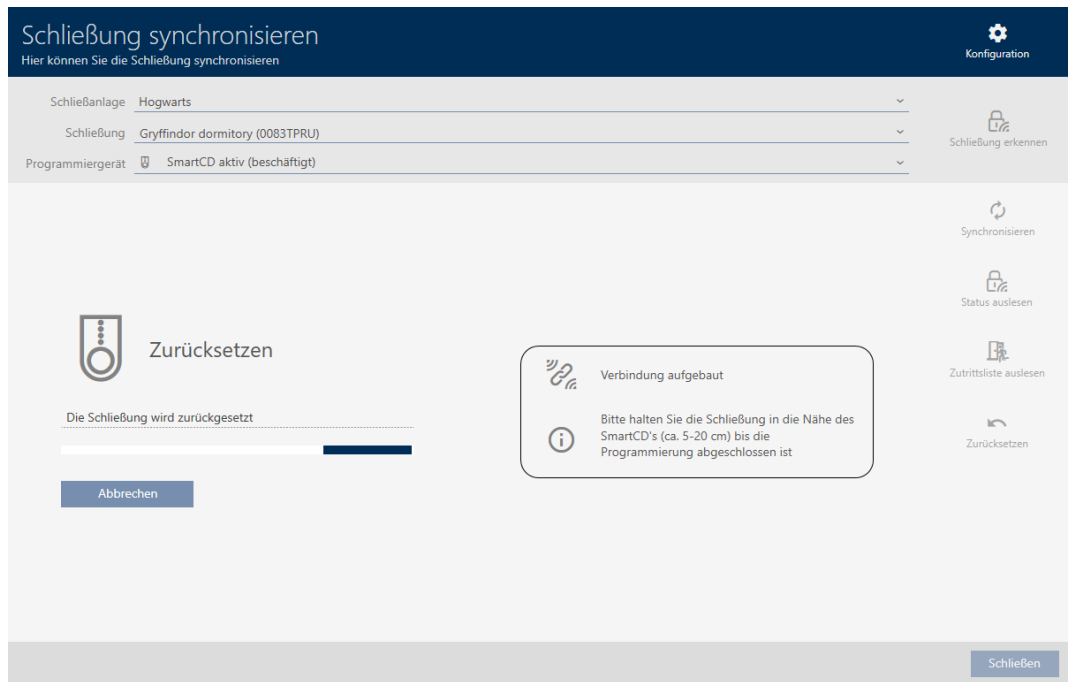 Schließung synchronisieren
Hier können Sie die Schließung synchronisieren
Konfiguration
Schließanlage Hogwarts
Schließung Gryffindor dormitory (0083TPRU)
Programmiergerät SmartCD aktiv (beschäftigt)
Schließung erkennen
Synchronisieren
Status auslesen
Zutrittsliste auslesen
Zurücksetzen
Zurücksetzen
Die Schließung wird zurückgesetzt
Abbrechen
Verbindung aufgebaut
Bitte halten Sie die Schließung in die Nähe des
SmartCD's (ca. 5-20 cm) bis die
Programmierung abgeschlossen ist
Schließen